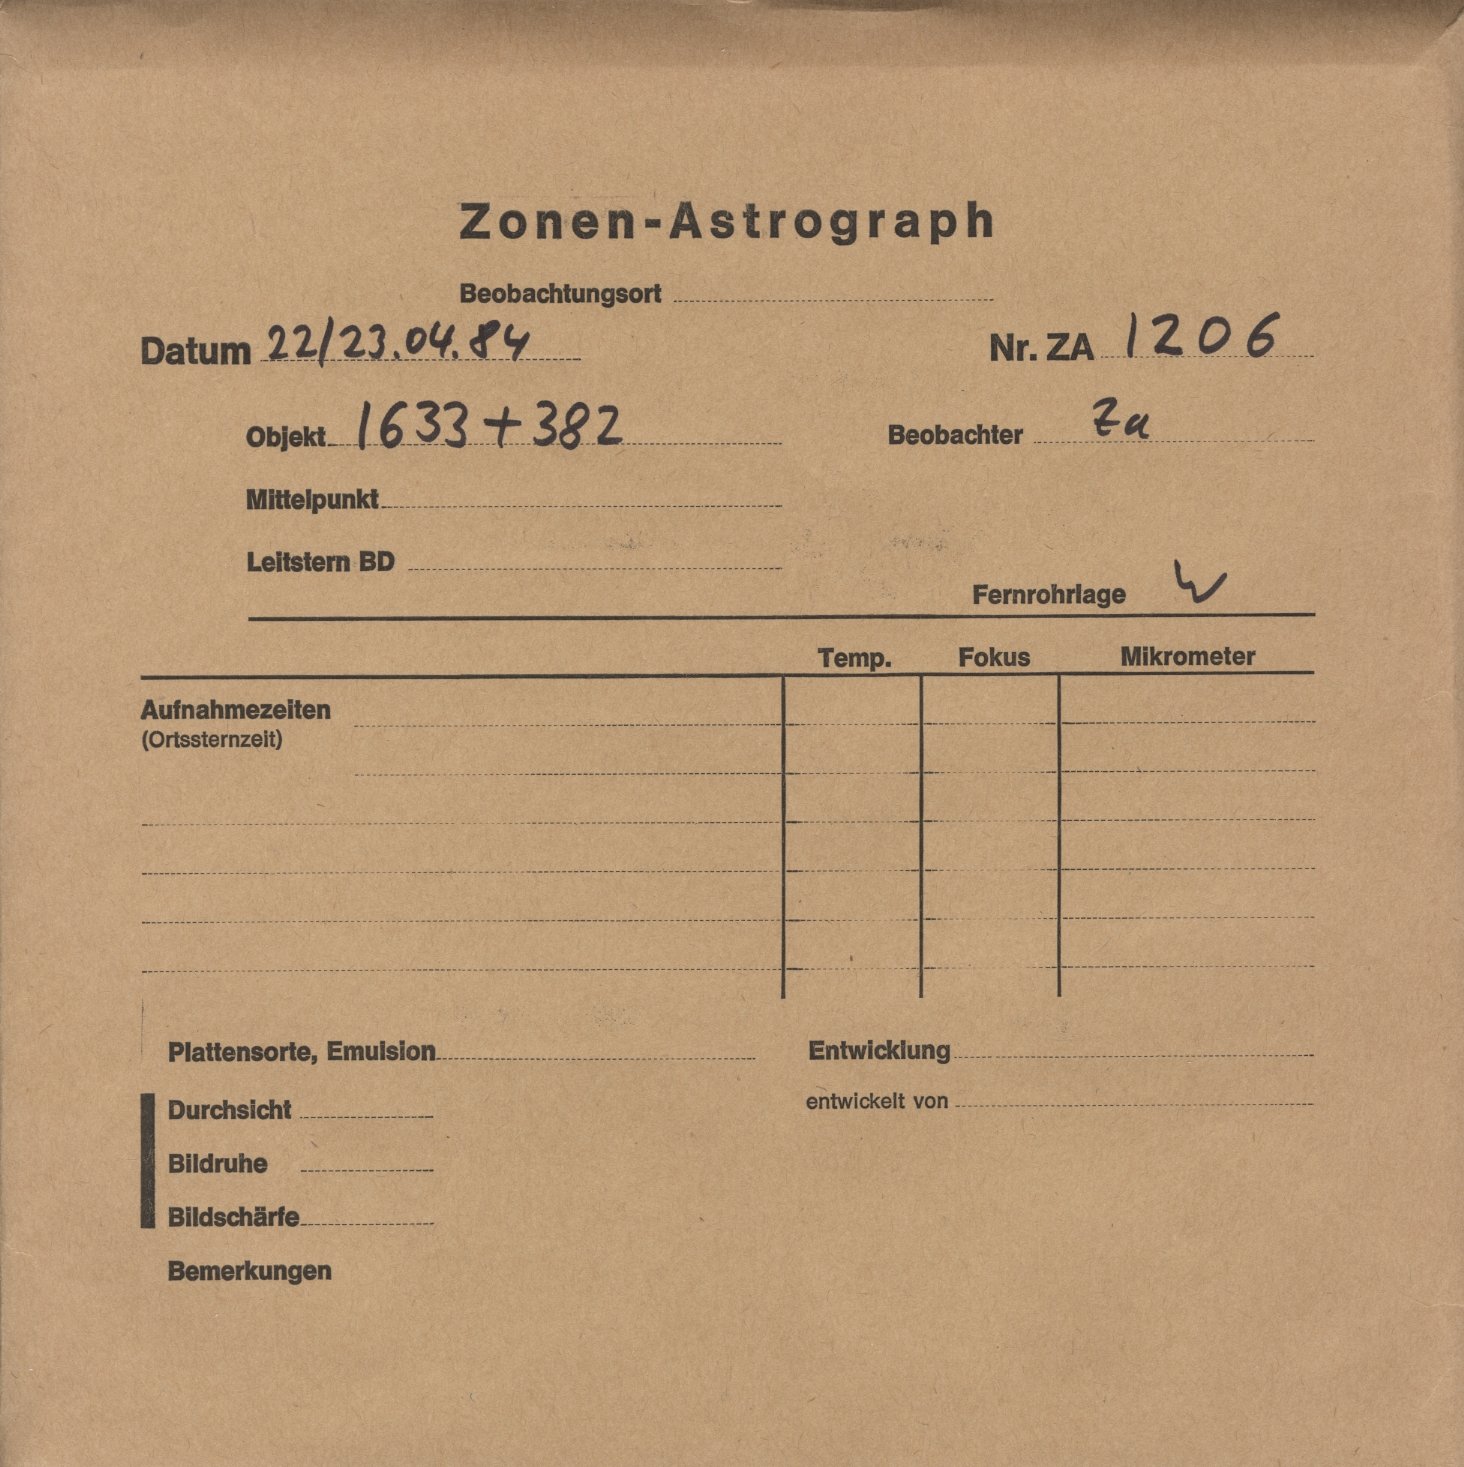 Zonen-Astrograph
Beobachtungsort
Datum 22/23.04.84 Nr. ZA 1206
Objekt 1633+382 Beobachter Za
Mittelpunkt
Leitstern BD
Fernrohrlage W
Temp. Fokus Mikrometer
Aufnahmezeiten
(Ortssternzeit)
Plattensorte, Emulsion Entwicklung
Durchsicht entwickelt von
Bildruhe
Bildschärfe
Bemerkungen